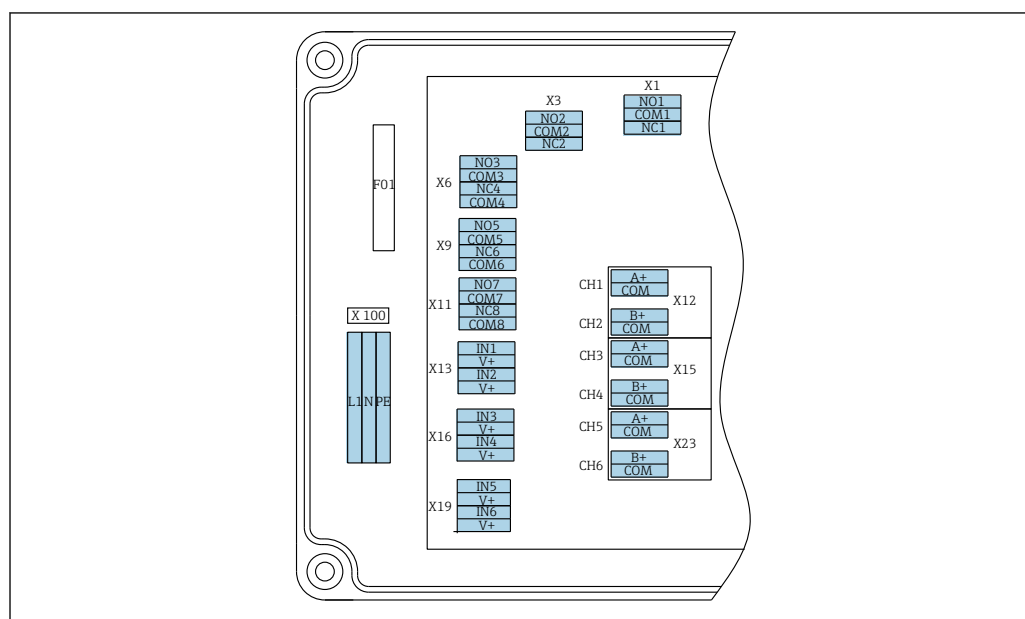 X1
NO1
COM1
NC1
X3
NO2
COM2
NC2
X6
NO3
COM3
NC4
COM4
F01
X9
NO5
COM5
NC6
COM6
X11
NO7
COM7
NC8
COM8
X 100
L1 N PE
X13
IN1
V+
IN2
V+
X16
IN3
V+
IN4
V+
X19
IN5
V+
IN6
V+
CH1
A+
COM
X12
CH2
B+
COM
CH3
A+
COM
X15
CH4
B+
COM
CH5
A+
COM
X23
CH6
B+
COM